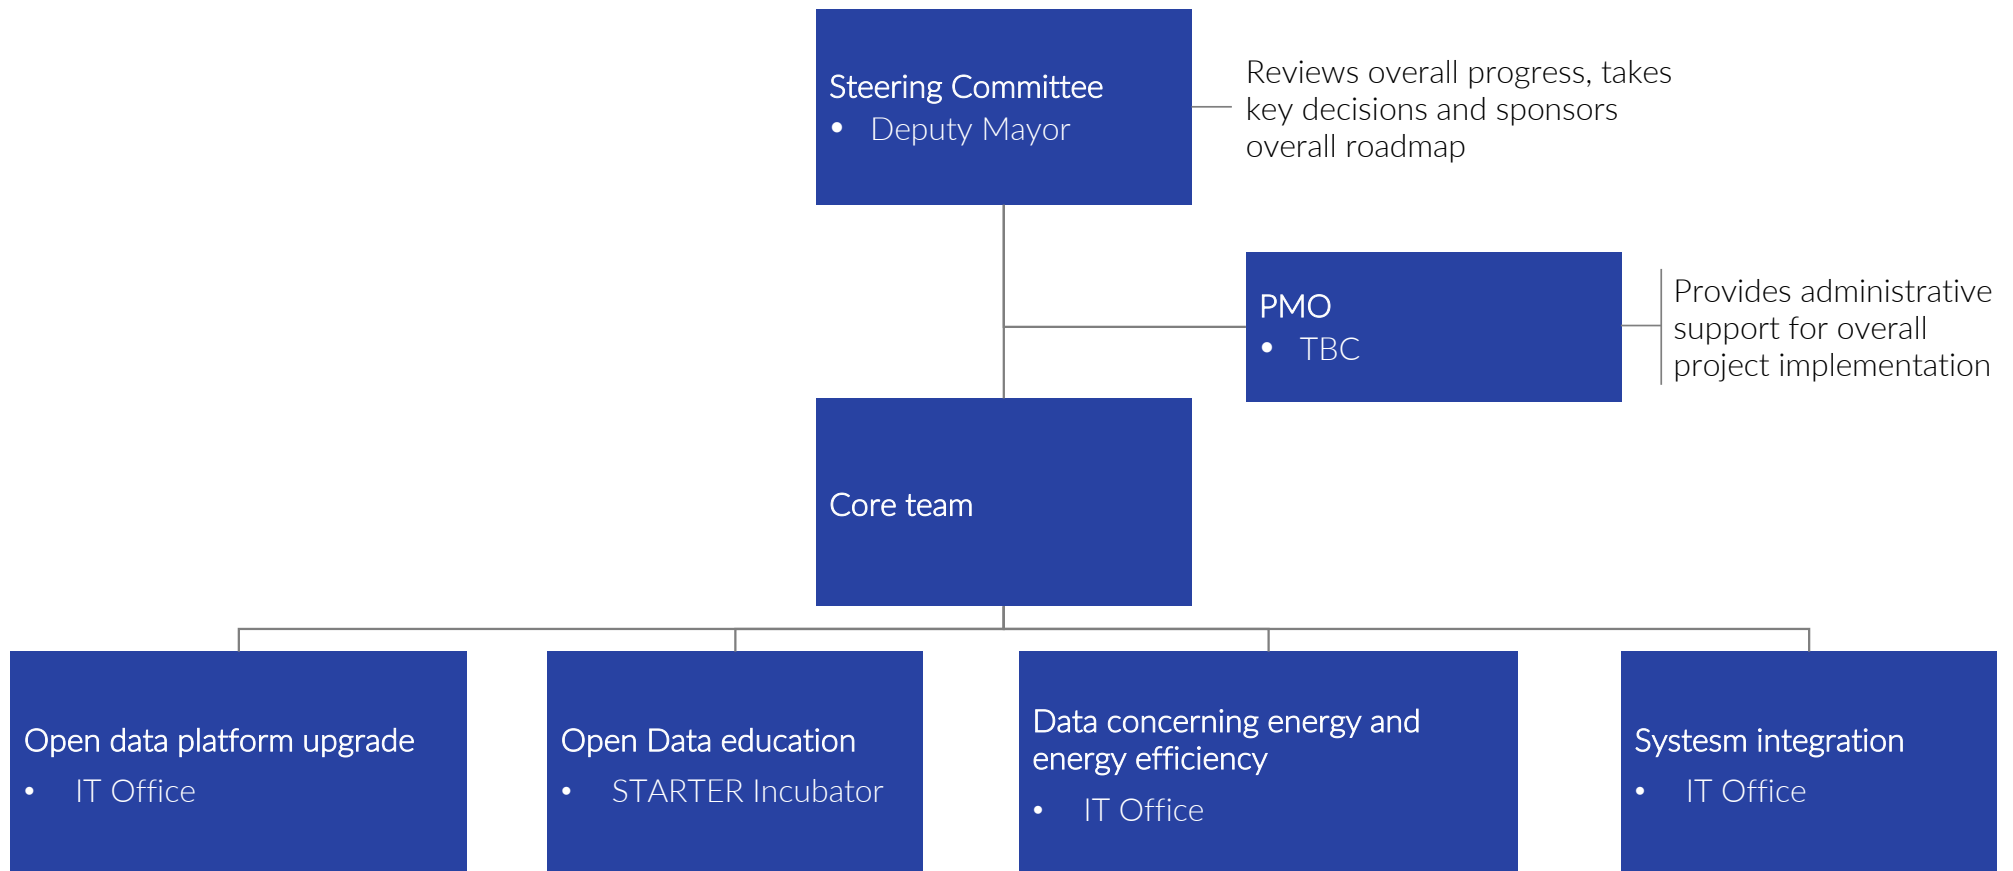 Steering Committee
• Deputy Mayor
Reviews overall progress, takes
key decisions and sponsors
overall roadmap
PMO
• TBC
Provides administrative
support for overall
project implementation
Core team
Open data platform upgrade
• IT Office
Open Data education
• STARTER Incubator
Data concerning energy and
energy efficiency
• IT Office
Systesm integration
• IT Office